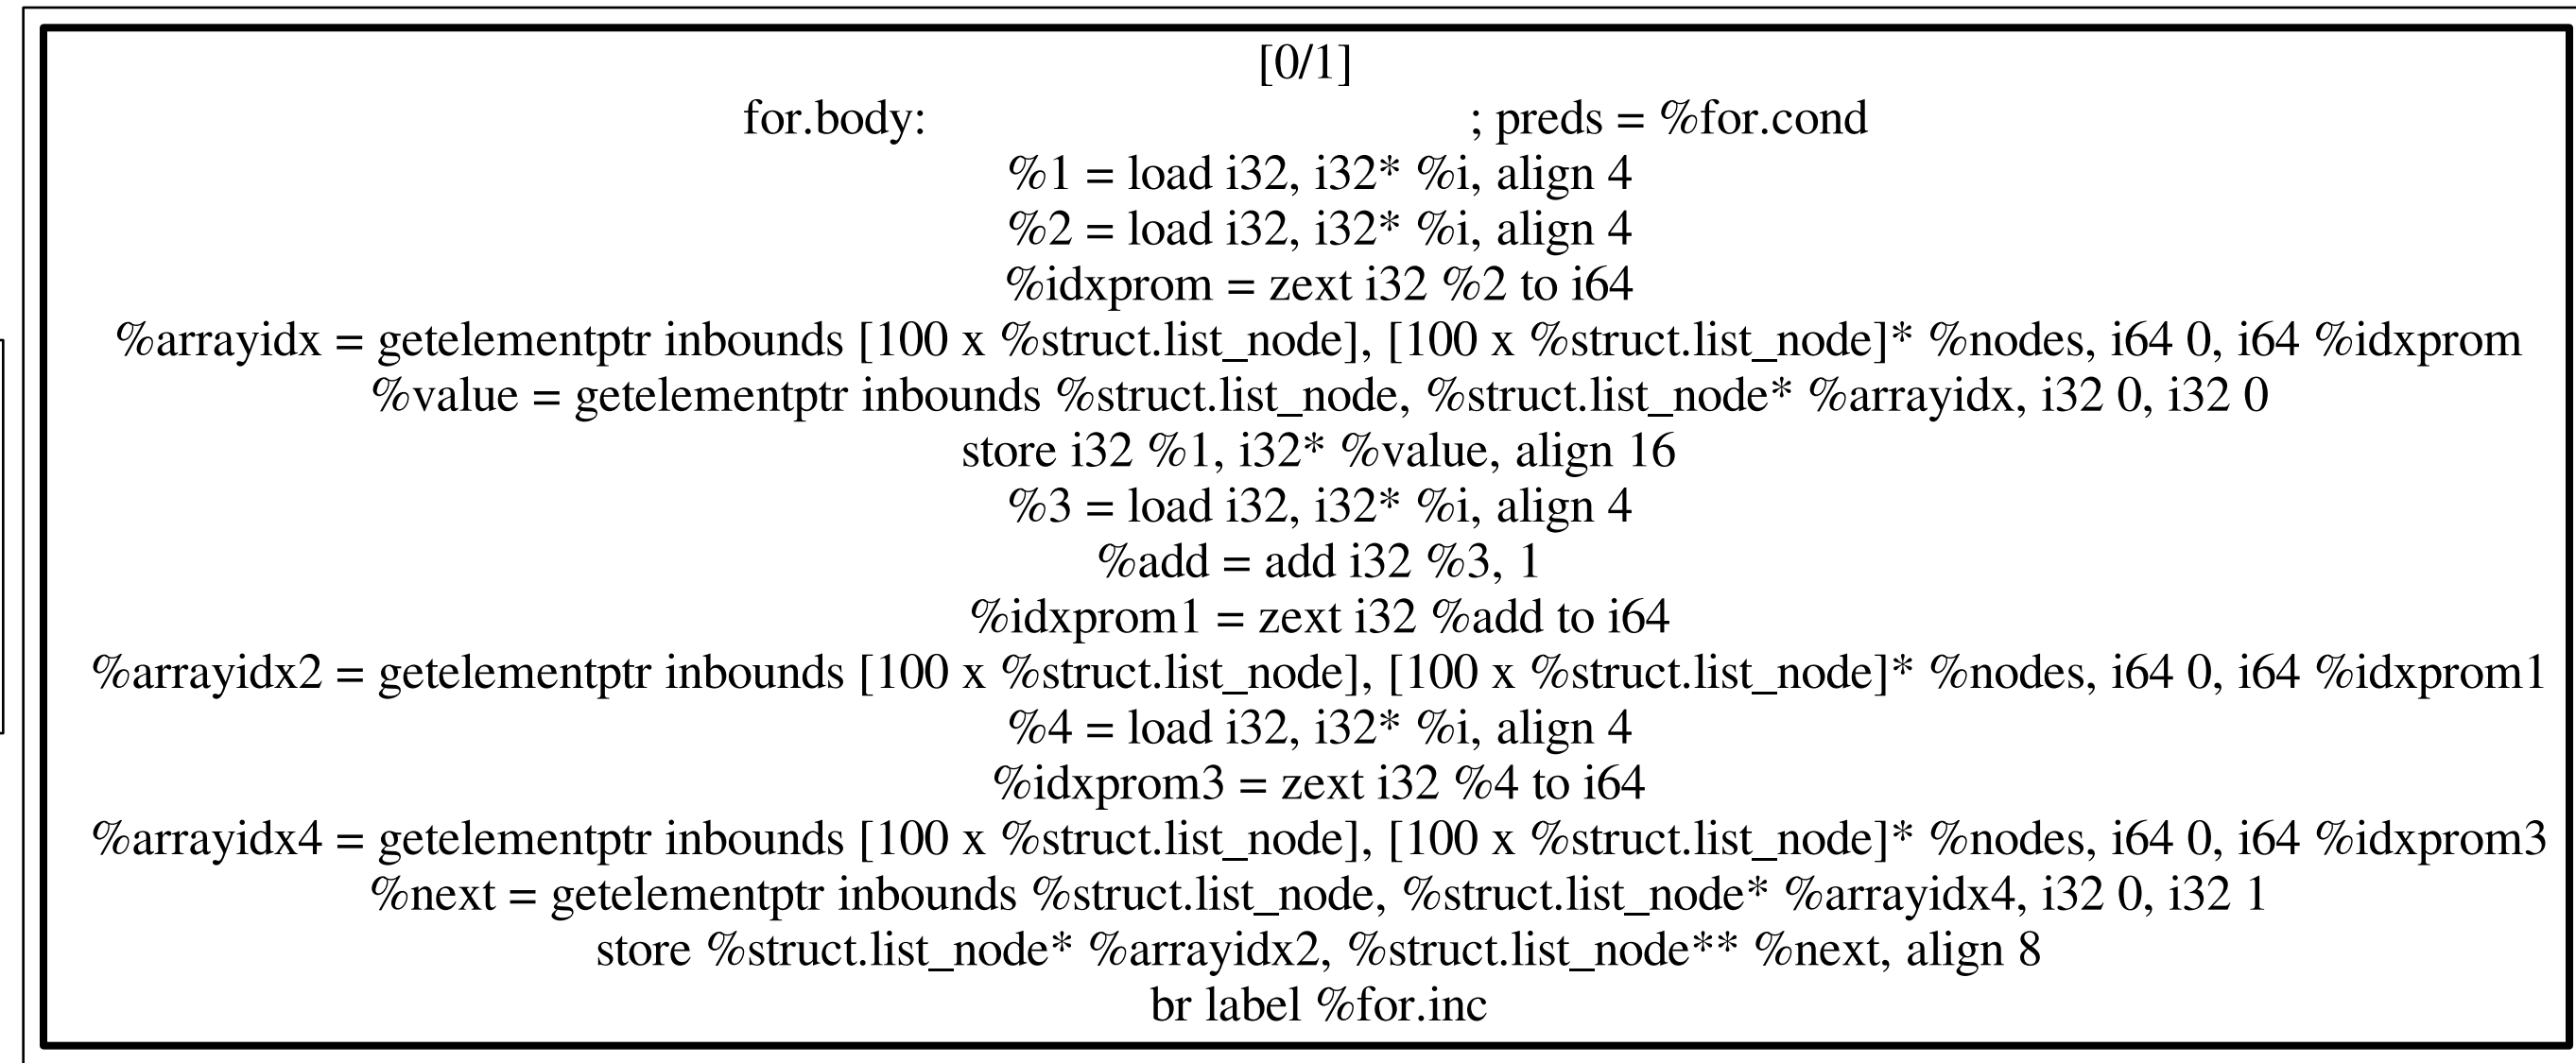 [0/1]
for.body: ; preds = %for.cond
%1 = load i32, i32* %i, align 4
%2 = load i32, i32* %i, align 4
%idxprom = zext i32 %2 to i64
%arrayidx = getelementptr inbounds [100 x %struct.list_node], [100 x %struct.list_node]* %nodes, i64 0, i64 %idxprom
%value = getelementptr inbounds %struct.list_node, %struct.list_node* %arrayidx, i32 0, i32 0
store i32 %1, i32* %value, align 16
%3 = load i32, i32* %i, align 4
%add = add i32 %3, 1
%idxprom1 = zext i32 %add to i64
%arrayidx2 = getelementptr inbounds [100 x %struct.list_node], [100 x %struct.list_node]* %nodes, i64 0, i64 %idxprom1
%4 = load i32, i32* %i, align 4
%idxprom3 = zext i32 %4 to i64
%arrayidx4 = getelementptr inbounds [100 x %struct.list_node], [100 x %struct.list_node]* %nodes, i64 0, i64 %idxprom3
%next = getelementptr inbounds %struct.list_node, %struct.list_node* %arrayidx4, i32 0, i32 1
store %struct.list_node* %arrayidx2, %struct.list_node** %next, align 8
br label %for.inc